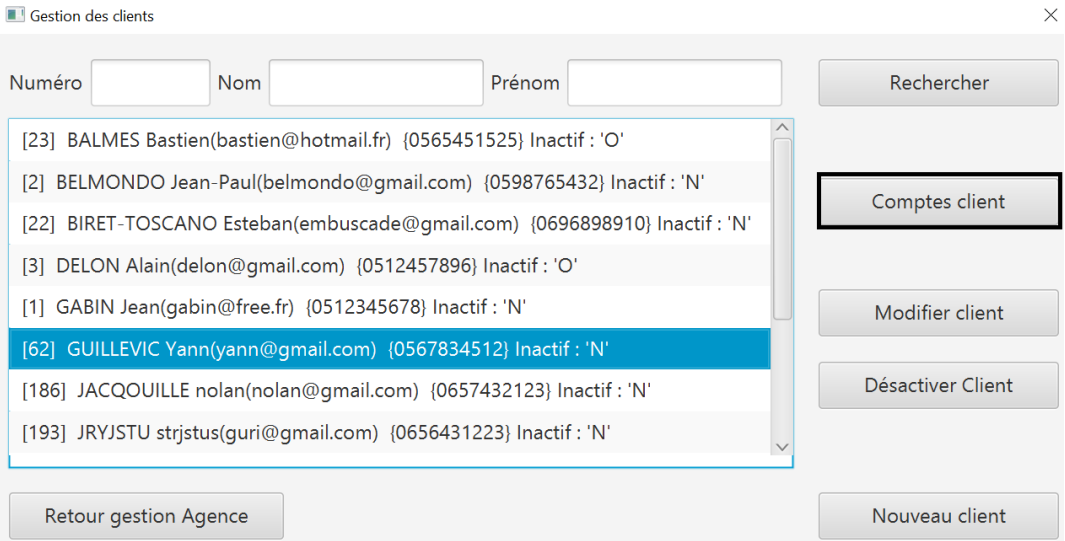 Gestion des clients
Numéro Nom Prénom Rechercher
[23] BALMES Bastien(bastien@hotmail.fr) {0565451525} Inactif : 'O'
[2] BELMONDO Jean-Paul(belmondo@gmail.com) {0598765432} Inactif : 'N'
Comptes client
[22] BIRET-TOSCANO Esteban(embuscade@gmail.com) {0696898910} Inactif : 'N'
[3] DELON Alain(delon@gmail.com) {0512457896} Inactif : 'O'
[1] GABIN Jean(gabin@free.fr) {0512345678} Inactif : 'N'
Modifier client
[62] GUILLEVIC Yann(yann@gmail.com) {0567834512} Inactif : 'N'
[186] JACQOUILLE nolan(nolan@gmail.com) {0657432123} Inactif : 'N'
Désactiver Client
[193] JRYJSTU strjstus(guri@gmail.com) {0656431223} Inactif : 'N'
Retour gestion Agence Nouveau client